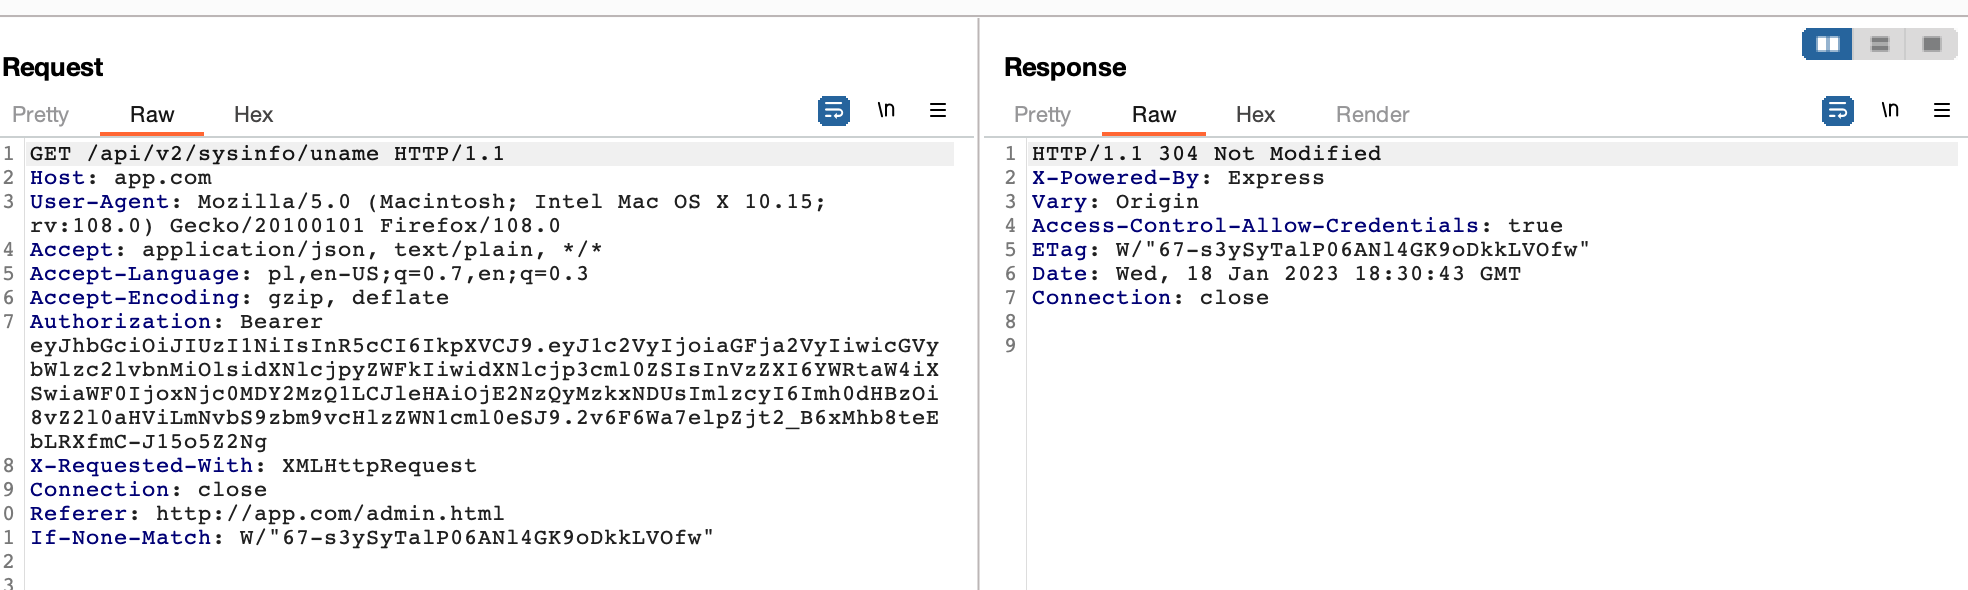 Request
Pretty Raw Hex \n
1 GET /api/v2/sysinfo/uname HTTP/1.1
2 Host: app.com
3 User-Agent: Mozilla/5.0 (Macintosh; Intel Mac OS X 10.15;
rv:108.0) Gecko/20100101 Firefox/108.0
4 Accept: application/json, text/plain, */*
5 Accept-Language: pl,en-US;q=0.7,en;q=0.3
6 Accept-Encoding: gzip, deflate
7 Authorization: Bearer
eyJhbGciOiJIUzI1NiIsInR5cCI6IkpXVCJ9.eyJ1c2VyIjoiaGFja2VyIiwicGVy
bWlzc2lvbnMiOlsidXNlcjpyZWFkIiwidXNlcjp3cml0ZSIsInVzZXI6YWRtaW4iX
SwiaWF0IjoxNjc0MDY2MzQ1LCJleHAiOjE2NzQyMzkxNDUsImlzcyI6Imh0dHBzOi
8vZ2l0aHViLmNvbS9zbm9vcHlzZWN1cml0eSJ9.2v6F6Wa7elpZjt2_B6xMhb8teE
bLRXfmC-J15o5Z2Ng
8 X-Requested-With: XMLHttpRequest
9 Connection: close
0 Referer: http://app.com/admin.html
1 If-None-Match: W/"67-s3ySyTalP06ANl4GK9oDkkLVOfw"
2
3
Response
Pretty Raw Hex Render \n
1 HTTP/1.1 304 Not Modified
2 X-Powered-By: Express
3 Vary: Origin
4 Access-Control-Allow-Credentials: true
5 ETag: W/"67-s3ySyTalP06ANl4GK9oDkkLVOfw"
6 Date: Wed, 18 Jan 2023 18:30:43 GMT
7 Connection: close
8
9